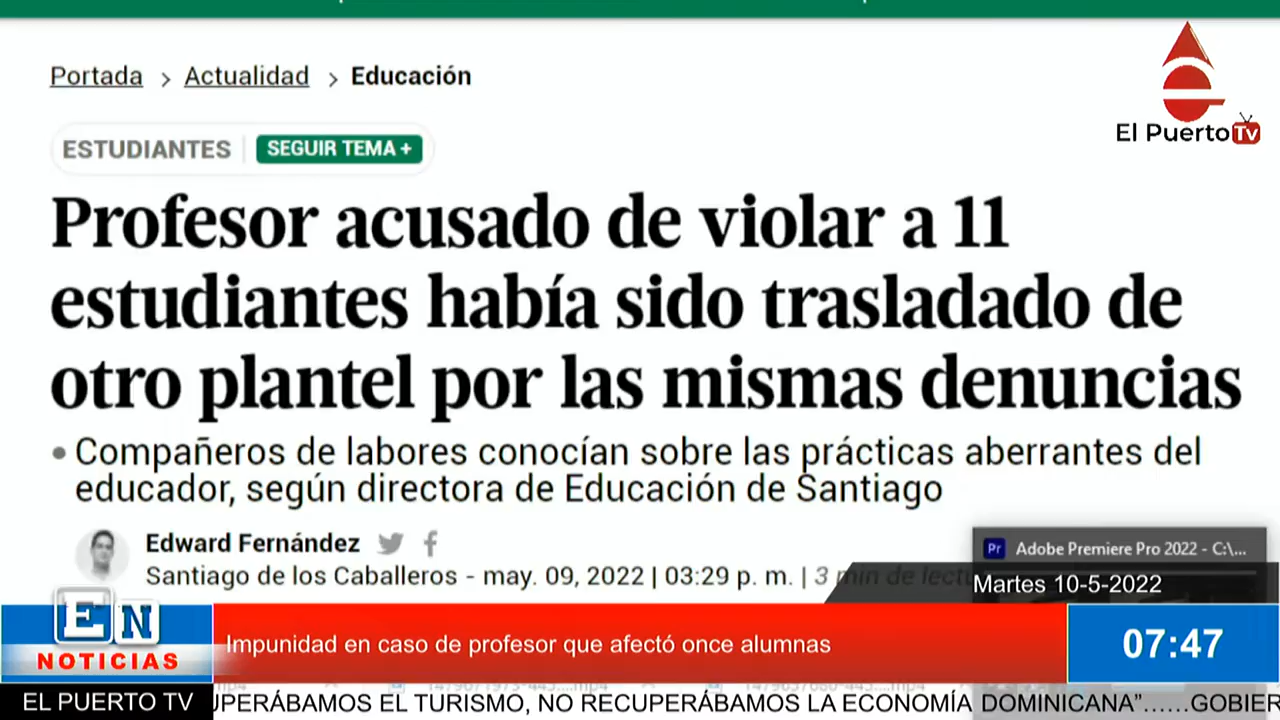 Portada > Actualidad > Educación
El Puerto Tv
ESTUDIANTES SEGUIR TEMA +
Profesor acusado de violar a 11
estudiantes había sido trasladado de
otro plantel por las mismas denuncias
• Compañeros de labores conocían sobre las prácticas aberrantes del
educador, según directora de Educación de Santiago
Edward Fernández
Santiago de los Caballeros - may. 09, 2022 | 03:29 p. m. | 3 min de lectu
Pr Adobe Premiere Pro 2022 - C:\...
Martes 10-5-2022
EN
NOTICIAS
Impunidad en caso de profesor que afectó once alumnas
07:47
EL PUERTO TV
UPERÁBAMOS EL TURISMO, NO RECUPERÁBAMOS LA ECONOMÍA DOMINICANA”......GOBIER